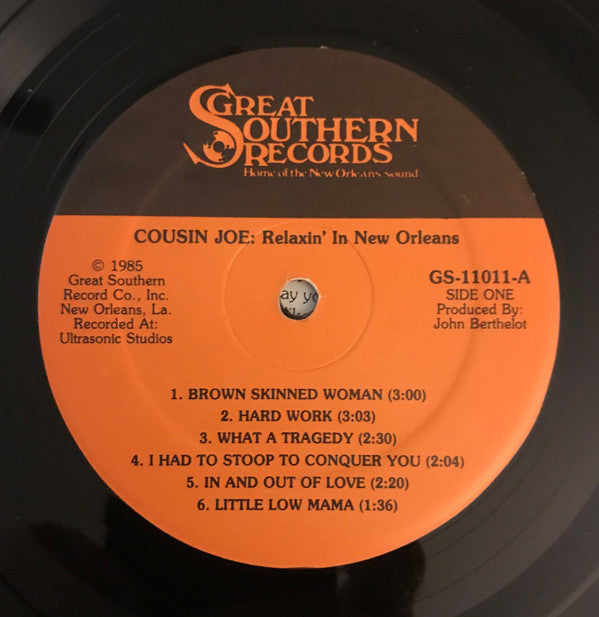 GREAT
SOUTHERN
RECORDS
Home of the New Orleans sound
COUSIN JOE: Relaxin' In New Orleans
© 1985
Great Southern
Record Co., Inc.
New Orleans, La.
Recorded At:
Ultrasonic Studios
GS-11011-A
SIDE ONE
Produced By:
John Berthelot
ay yo
1. BROWN SKINNED WOMAN (3:00)
2. HARD WORK (3:03)
3. WHAT A TRAGEDY (2:30)
4. I HAD TO STOOP TO CONQUER YOU (2:04)
5. IN AND OUT OF LOVE (2:20)
6. LITTLE LOW MAMA (1:36)